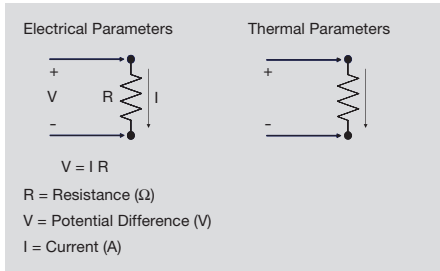 Electrical Parameters
Thermal Parameters
+
V
R
I
-
+
-
V = I R
R = Resistance (Ω)
V = Potential Difference (V)
I = Current (A)